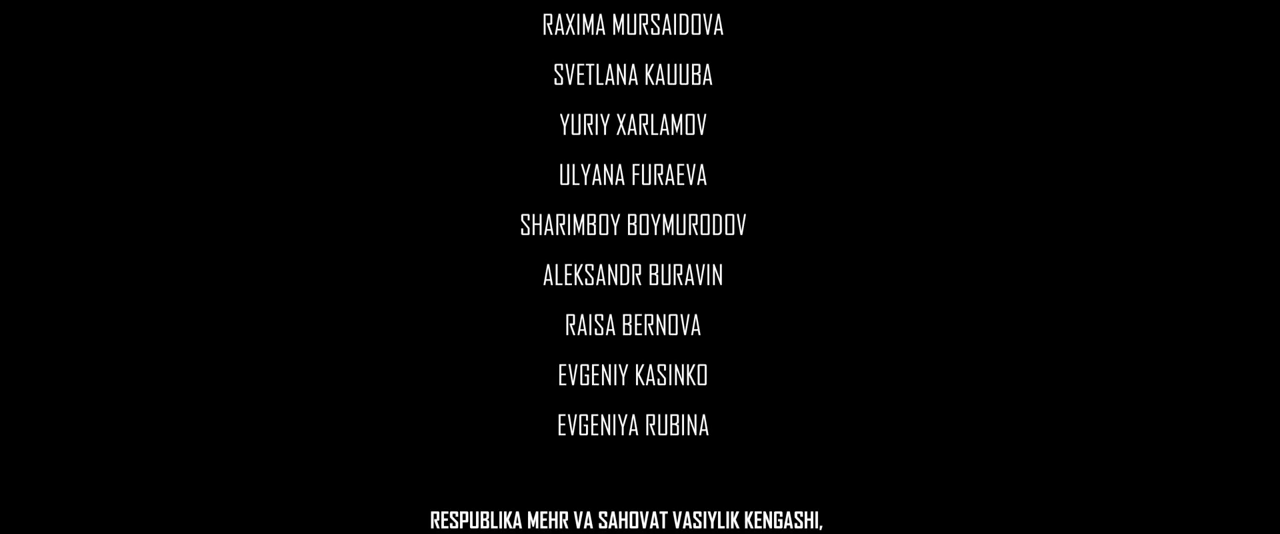 RAXIMA MURSAIDOVA
SVETLANA KAUUBA
YURIY XARLAMOV
ULYANA FURAEVA
SHARIMBOY BOYMURODOV
ALEKSANDR BURAVIN
RAISA BERNOVA
EVGENIY KASINKO
EVGENIYA RUBINA
RESPUBLIKA MEHR VA SAHOVAT VASIYLIK KENGASHI,